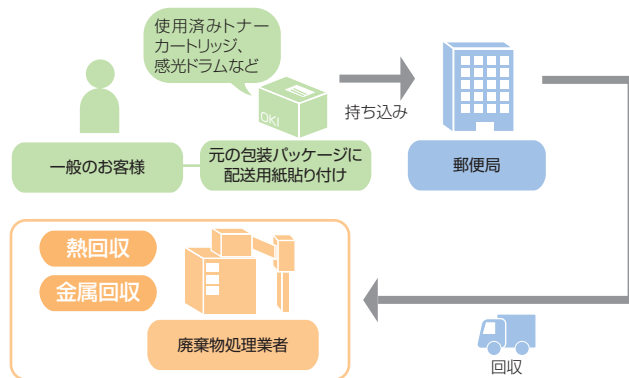 使用済みトナー
カートリッジ、
感光ドラムなど
OKI
持ち込み
一般のお客様
元の包装パッケージに
配送用紙貼り付け
郵便局
熱回収
金属回収
廃棄物処理業者
回収